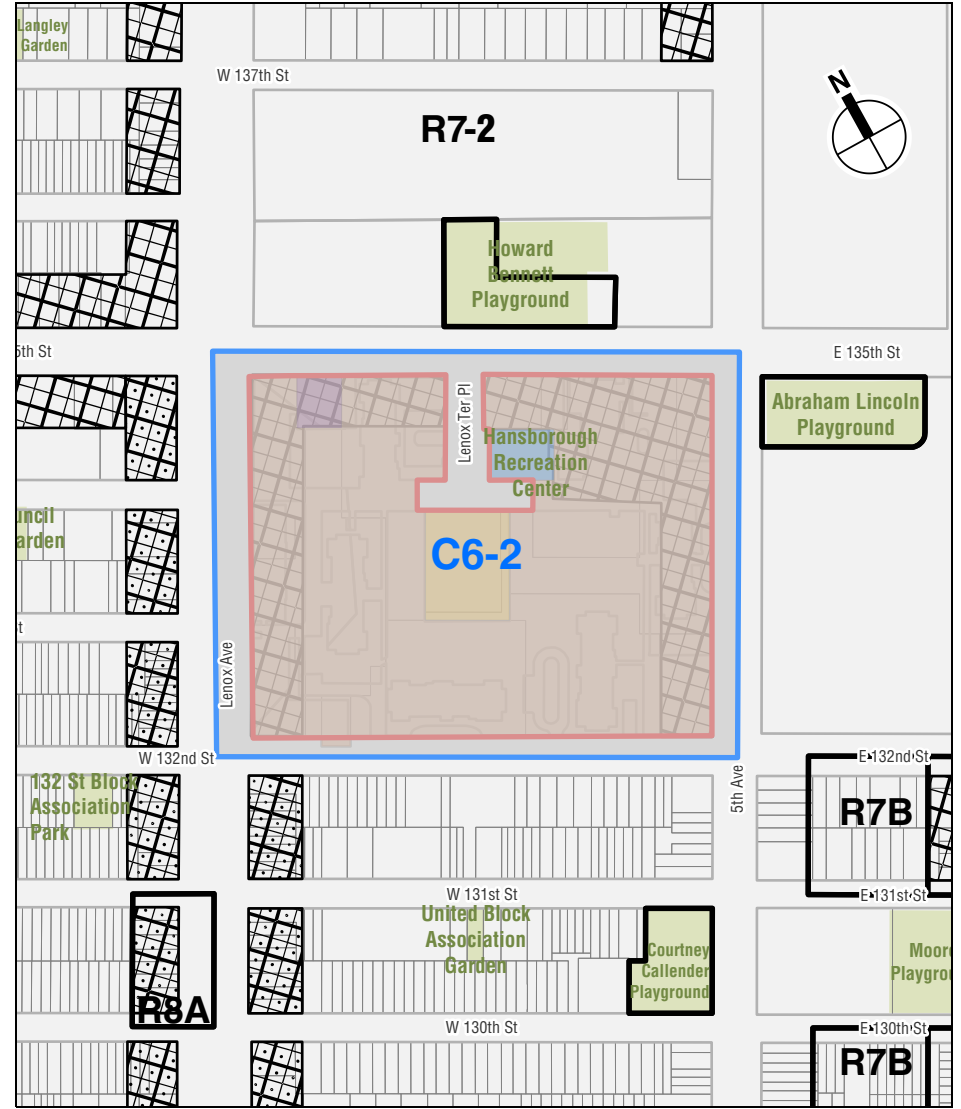 Langley
Garden
W 137th St
N
R7-2
Howard
Bennett
Playground
5th St
E 135th St
Lenox Ter Pl
Abraham Lincoln
Playground
Hansborough
Recreation
Center
uncil
arden
C6-2
st
Lenox Ave
W 132nd St
E 132nd St
5th Ave
132 St Block
Association
Park
R7B
W 131st St
E 131st St
United Block
Association
Garden
Courtney
Callender
Playground
Moore
Playgrou
R8A
W 130th St
E 130th St
R7B